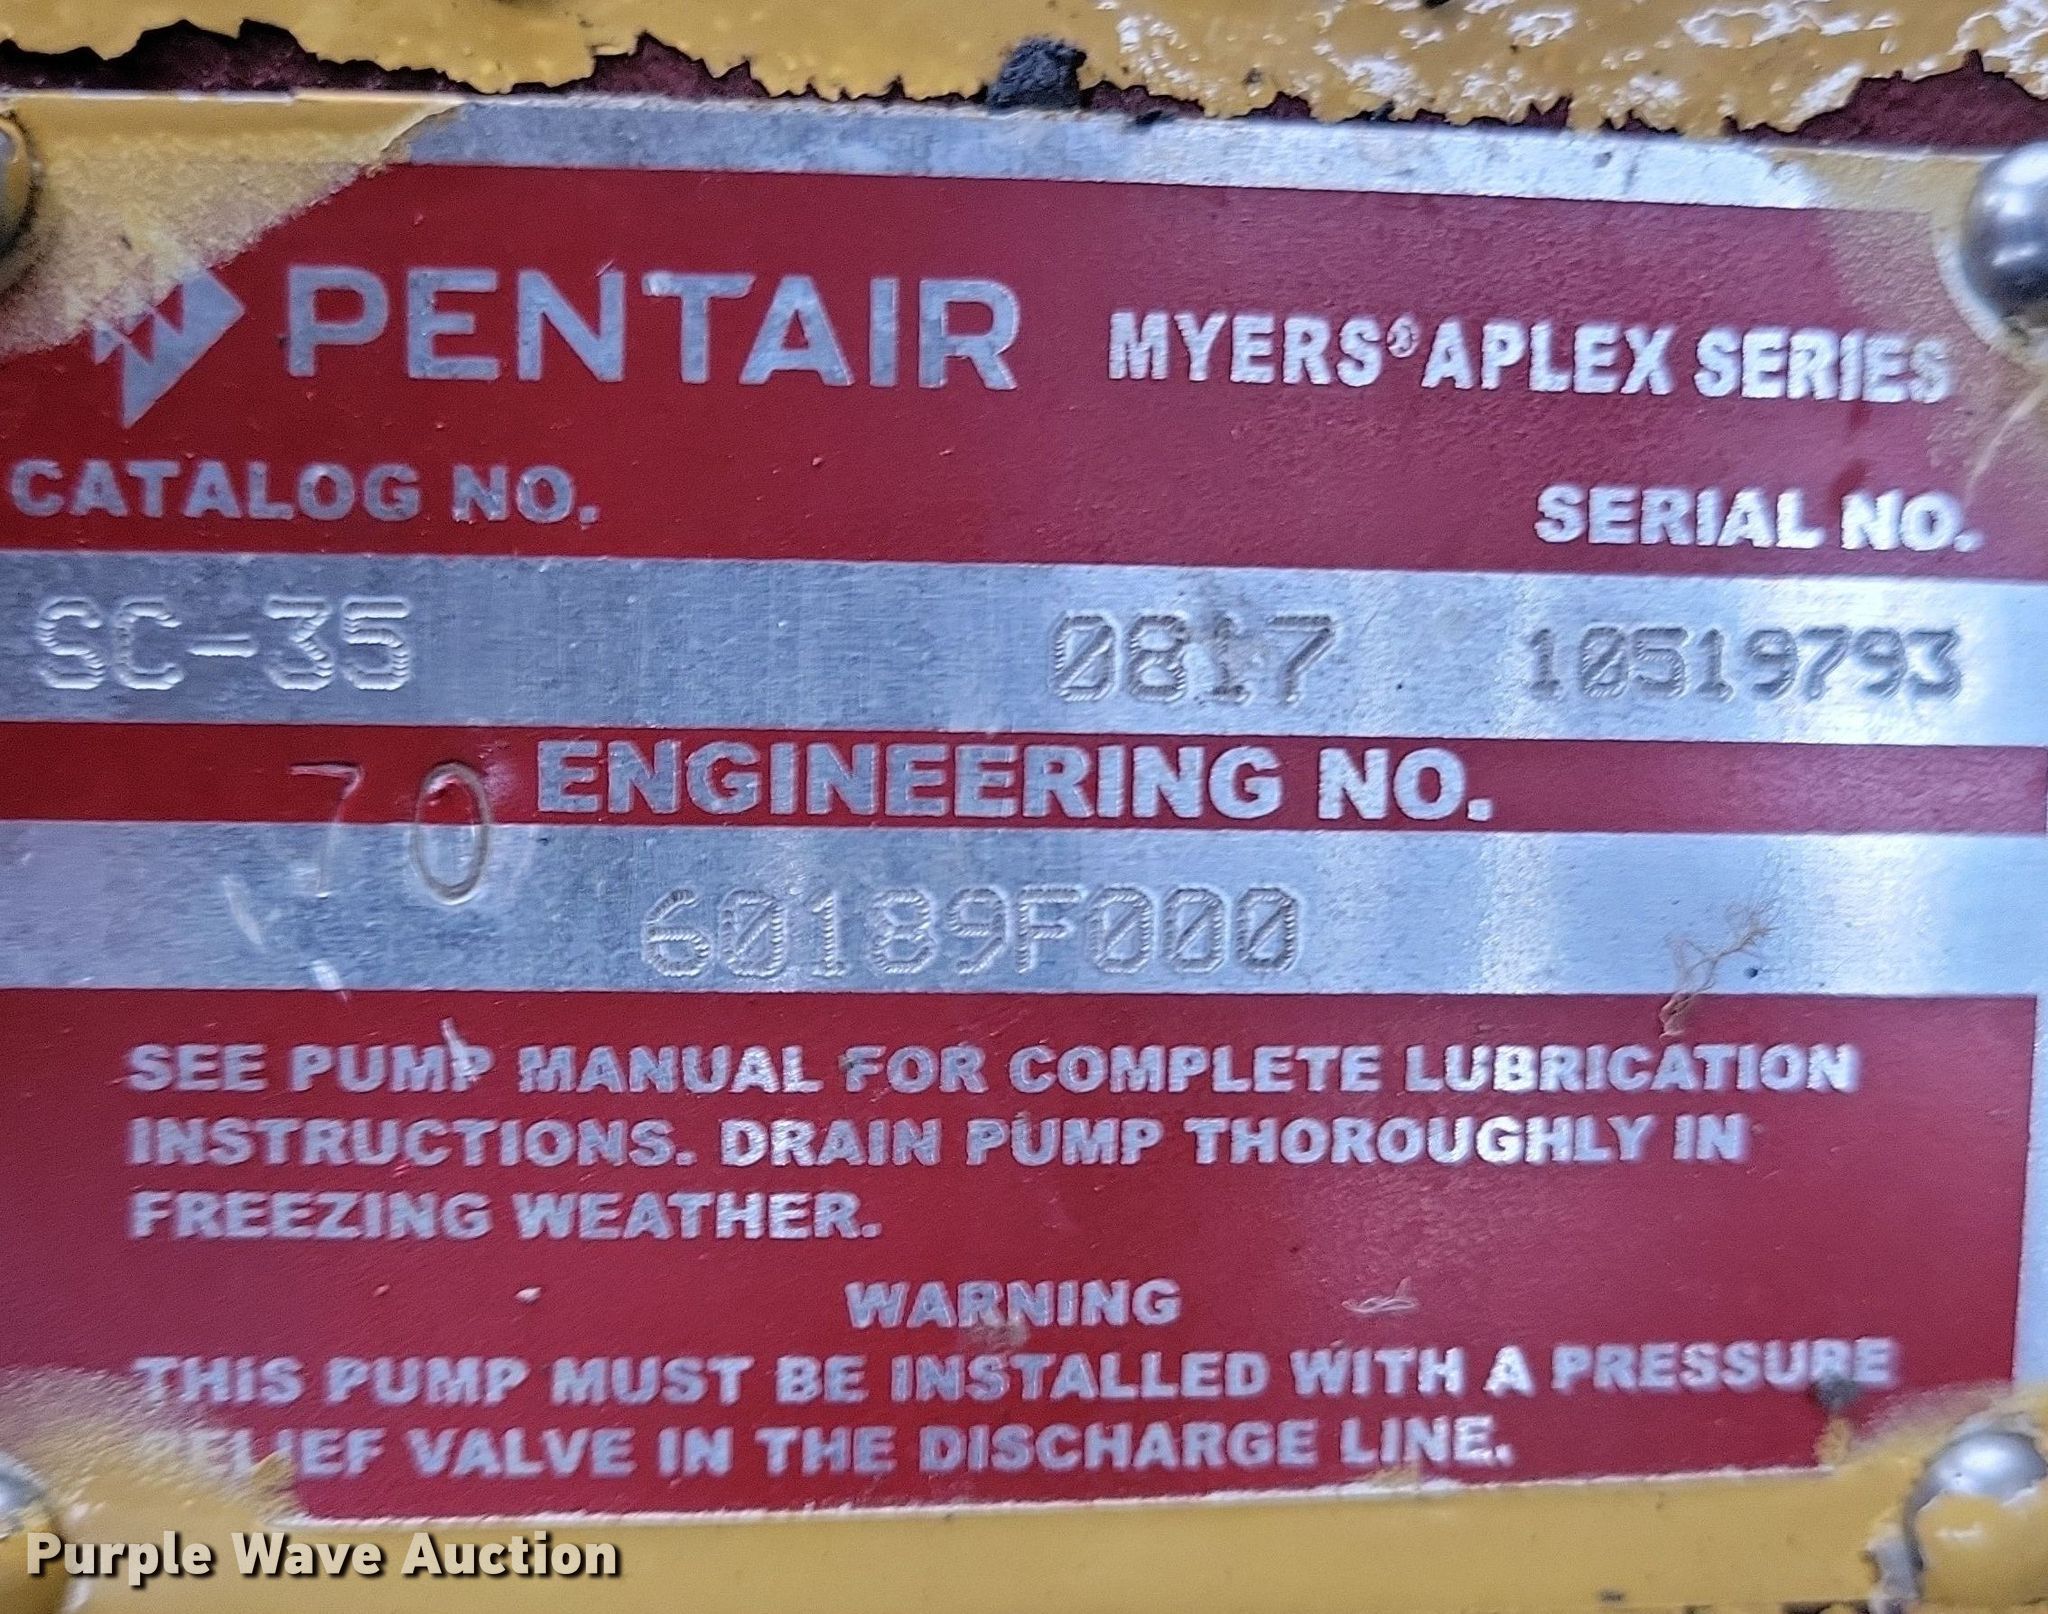 PENTAIR MYERS® APLEX SERIES
CATALOG NO. SERIAL NO.
SC-35 0817 10519793
70 ENGINEERING NO.
60189F000
SEE PUMP MANUAL FOR COMPLETE LUBRICATION
INSTRUCTIONS. DRAIN PUMP THOROUGHLY IN
FREEZING WEATHER.
WARNING
THIS PUMP MUST BE INSTALLED WITH A PRESSURE
RELIEF VALVE IN THE DISCHARGE LINE.
Purple Wave Auction